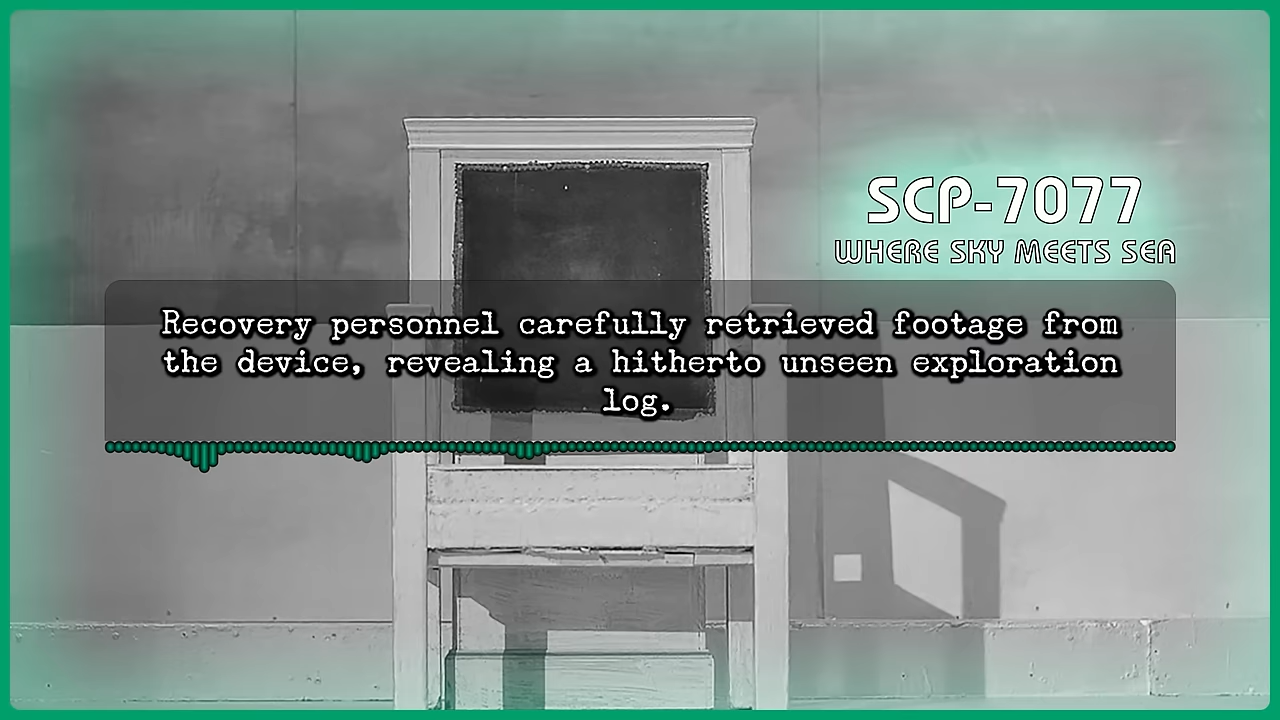 SCP-7077
WHERE SKY MEETS SEA
Recovery personnel carefully retrieved footage from
the device, revealing a hitherto unseen exploration
log.